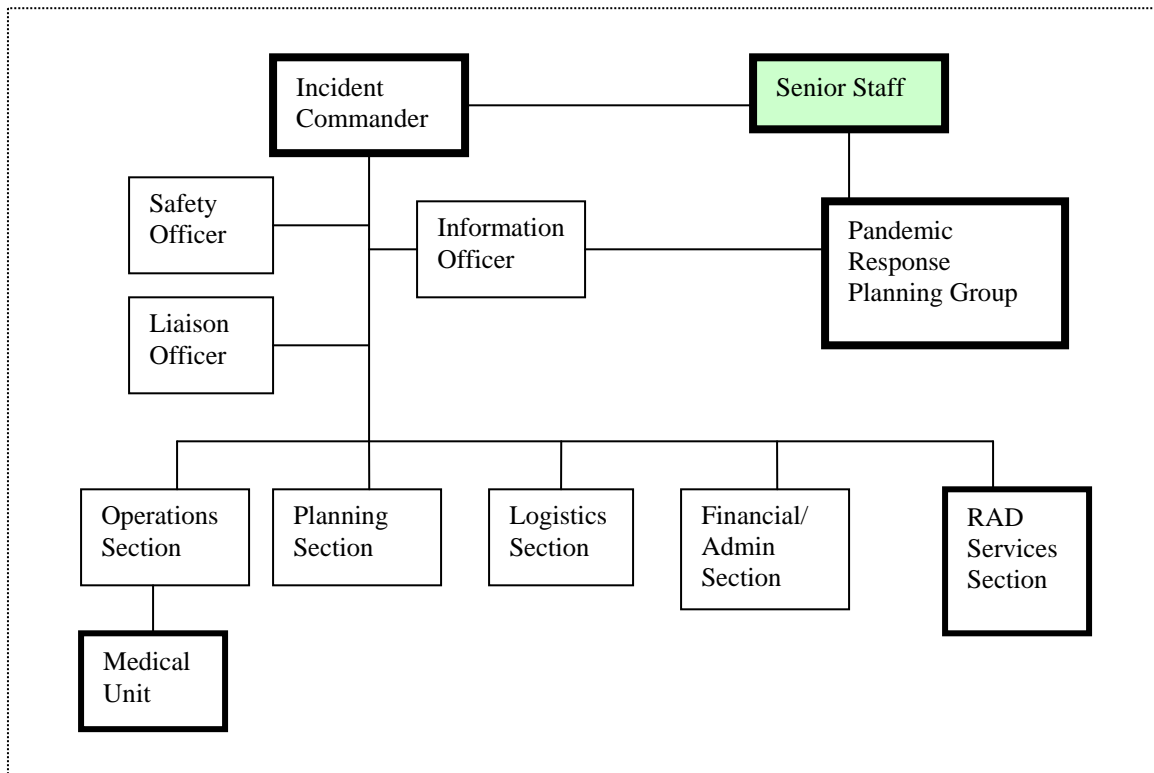 Incident
Commander
Senior Staff
Safety
Officer
Information
Officer
Pandemic
Response
Planning Group
Liaison
Officer
Operations
Section
Planning
Section
Logistics
Section
Financial/
Admin
Section
RAD
Services
Section
Medical
Unit